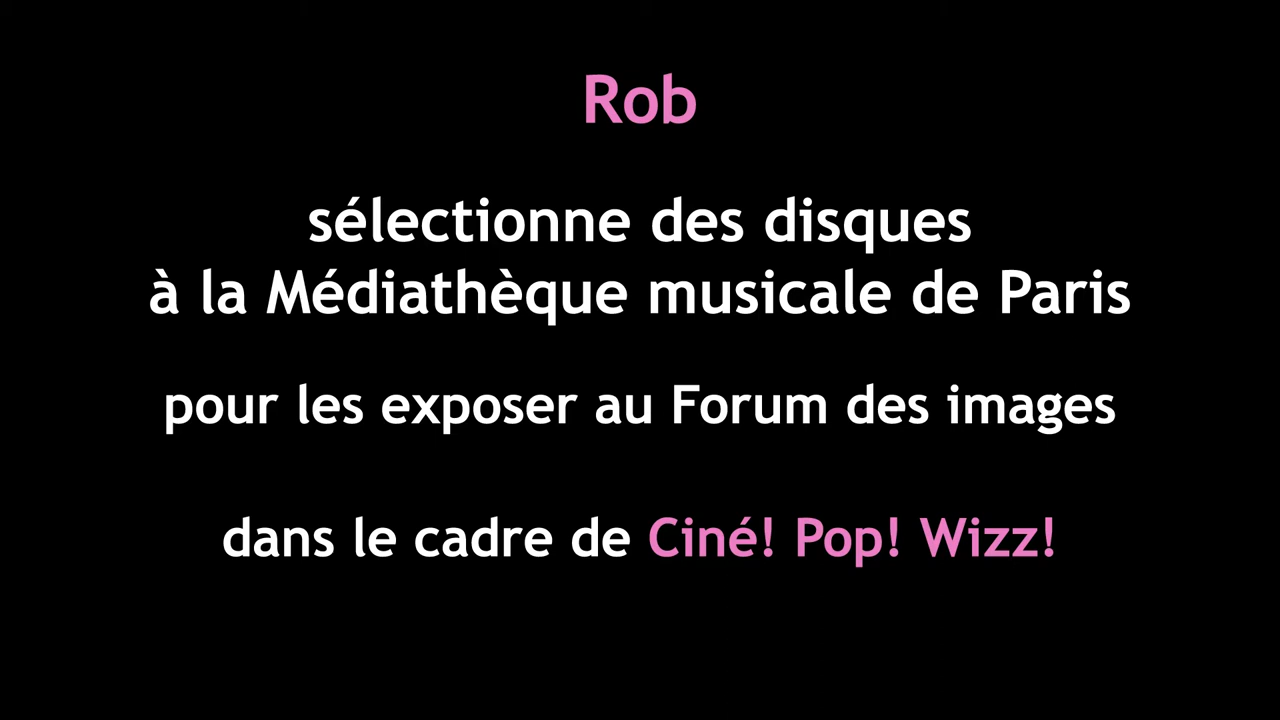 Rob
sélectionne des disques
à la Médiathèque musicale de Paris
pour les exposer au Forum des images
dans le cadre de Ciné! Pop! Wizz!